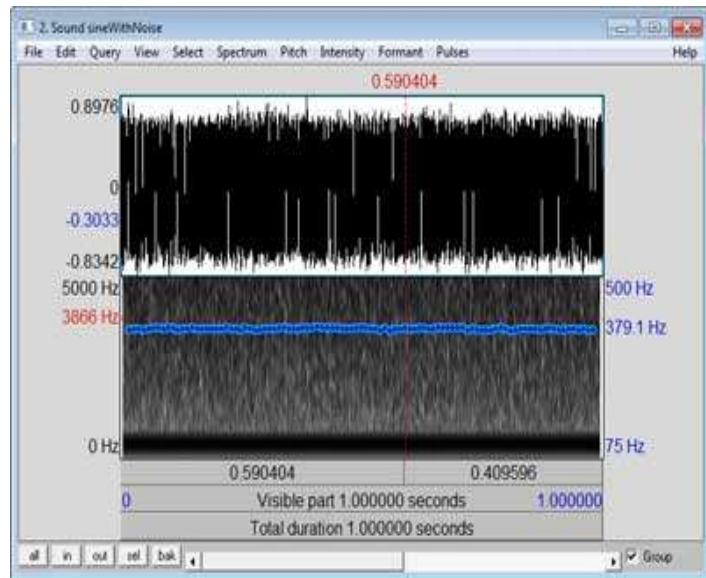 2. Sound sineWithNoise
File Edit Query View Select Spectrum Pitch Intensity Formant Pulses Help
0.590404
0.8976
0
-0.3033
-0.8342
5000 Hz 500 Hz
3866 Hz 379.1 Hz
0 Hz 75 Hz
0.590404 0.409596
0 Visible part 1.000000 seconds 1.000000
Total duration 1.000000 seconds
all in out sel bak Group